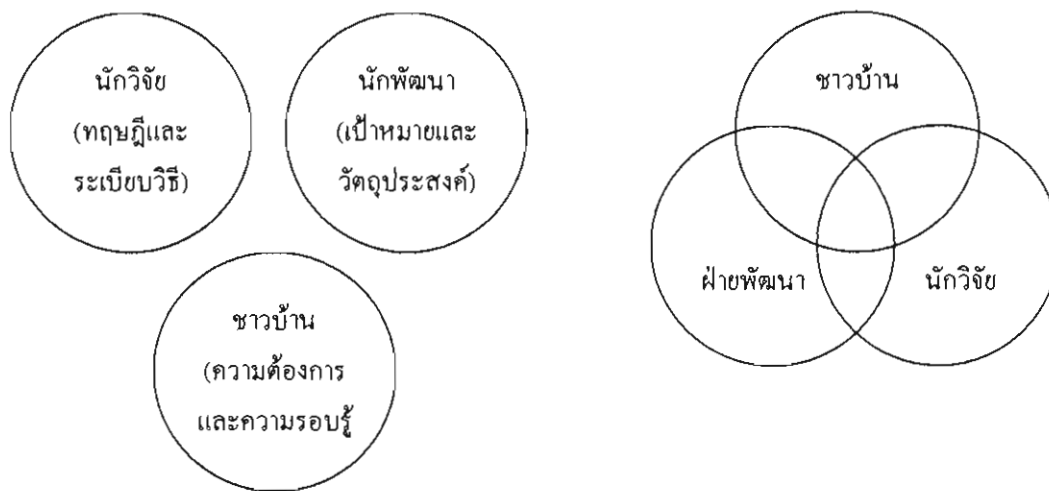 นักวิจัย
(ทฤษฎีและ
ระเบียบวิธี)
นักพัฒนา
(เป้าหมายและ
วัตถุประสงค์)
ชาวบ้าน
(ความต้องการ
และความรอบรู้
ชาวบ้าน
ฝ่ายพัฒนา
นักวิจัย